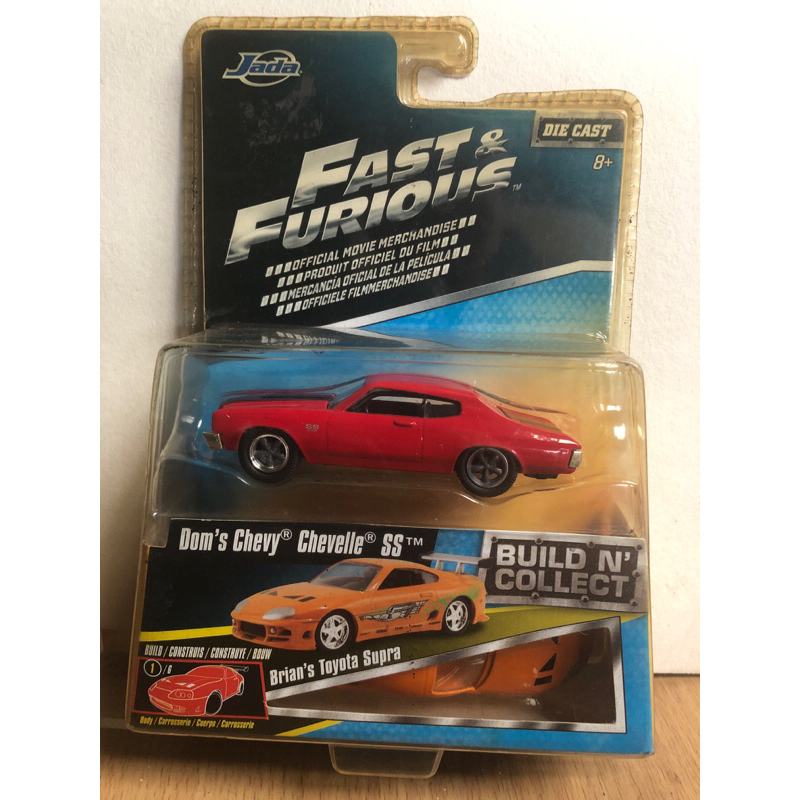 Jada
DIE CAST
8+
FAST &
FURIOUS™
OFFICIAL MOVIE MERCHANDISE
PRODUIT OFFICIEL DU FILM
MERCANCÍA OFICIAL DE LA PELÍCULA
OFFICIELE FILMMERCHANDISE
SS
Dom's Chevy® Chevelle® SS™
BUILD N'
COLLECT
BUILD / CONSTRUIS / CONSTRUYE / BOUW
1/6
Brian's Toyota Supra
Body / Carrosserie / Cuerpo / Carrosserie